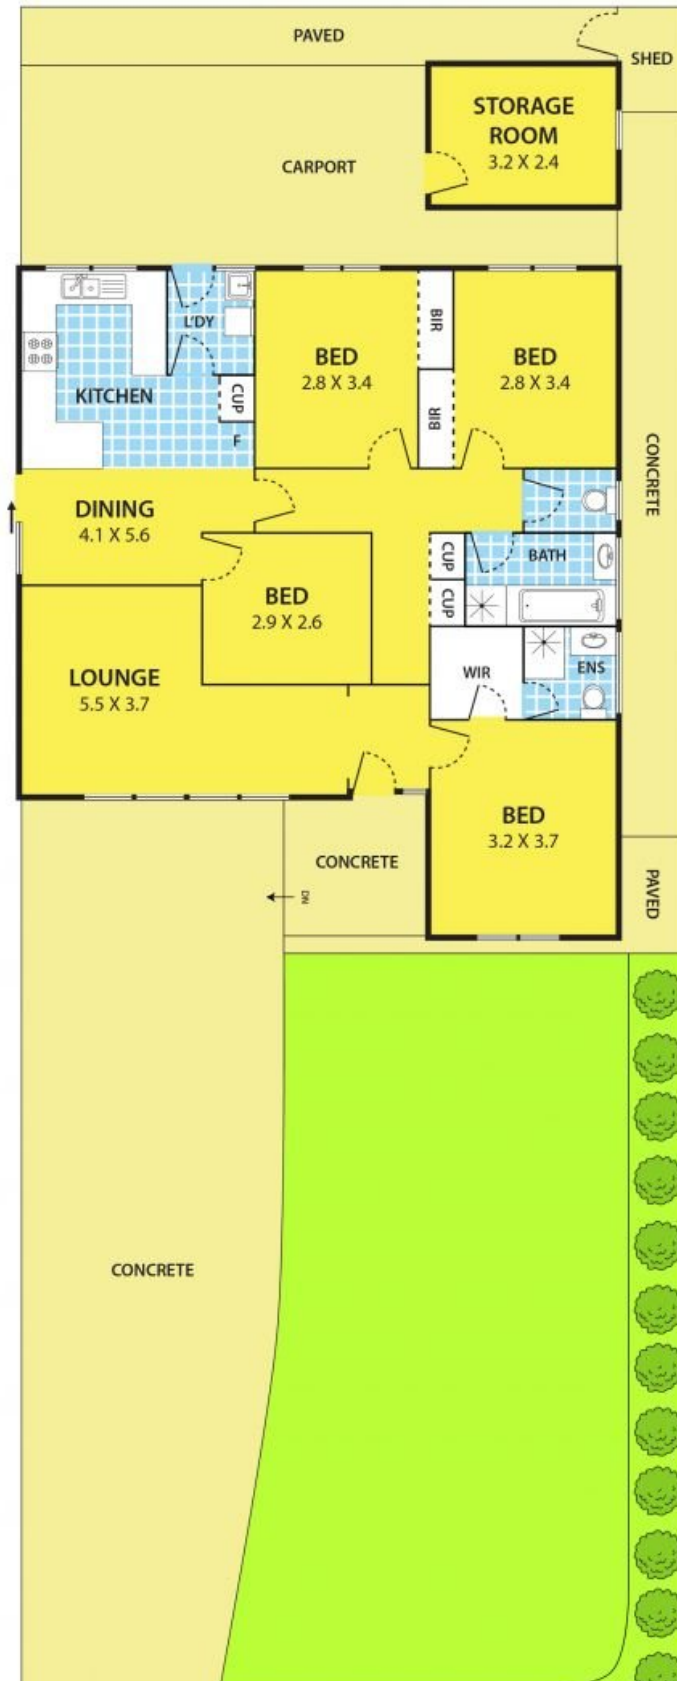 PAVED
SHED
STORAGE
ROOM
3.2 X 2.4
CARPORT
L'DY
BIR
BED
2.8 X 3.4
BED
2.8 X 3.4
KITCHEN
CUP
BIR
F
CONCRETE
DINING
4.1 X 5.6
CUP
BATH
BED
2.9 X 2.6
CUP
LOUNGE
5.5 X 3.7
WIR
ENS
BED
3.2 X 3.7
CONCRETE
DN
PAVED
CONCRETE